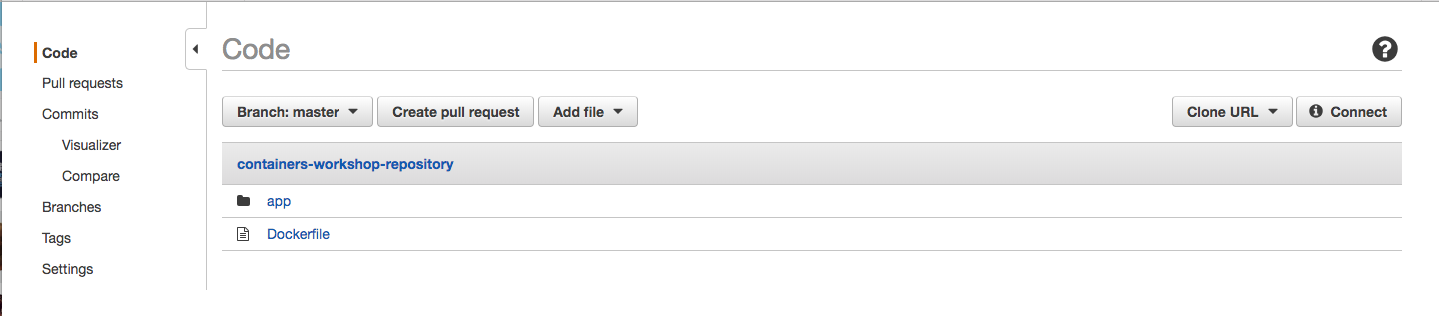 Code
Pull requests
Commits
Visualizer
Compare
Branches
Tags
Settings
Code
?
Branch: master
Create pull request
Add file
Clone URL
Connect
containers-workshop-repository
app
Dockerfile